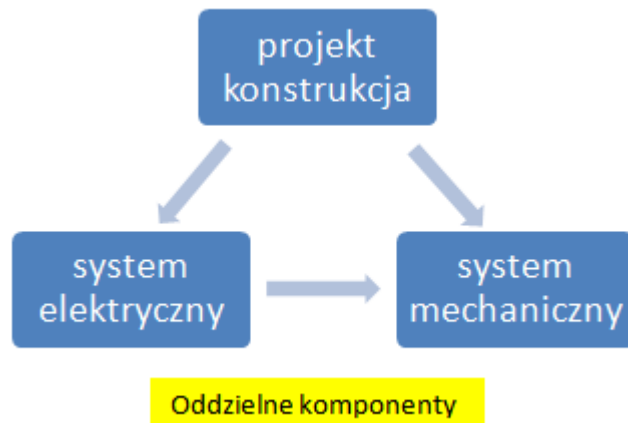 projekt
konstrukcja
system
elektryczny
system
mechaniczny
Oddzielne komponenty